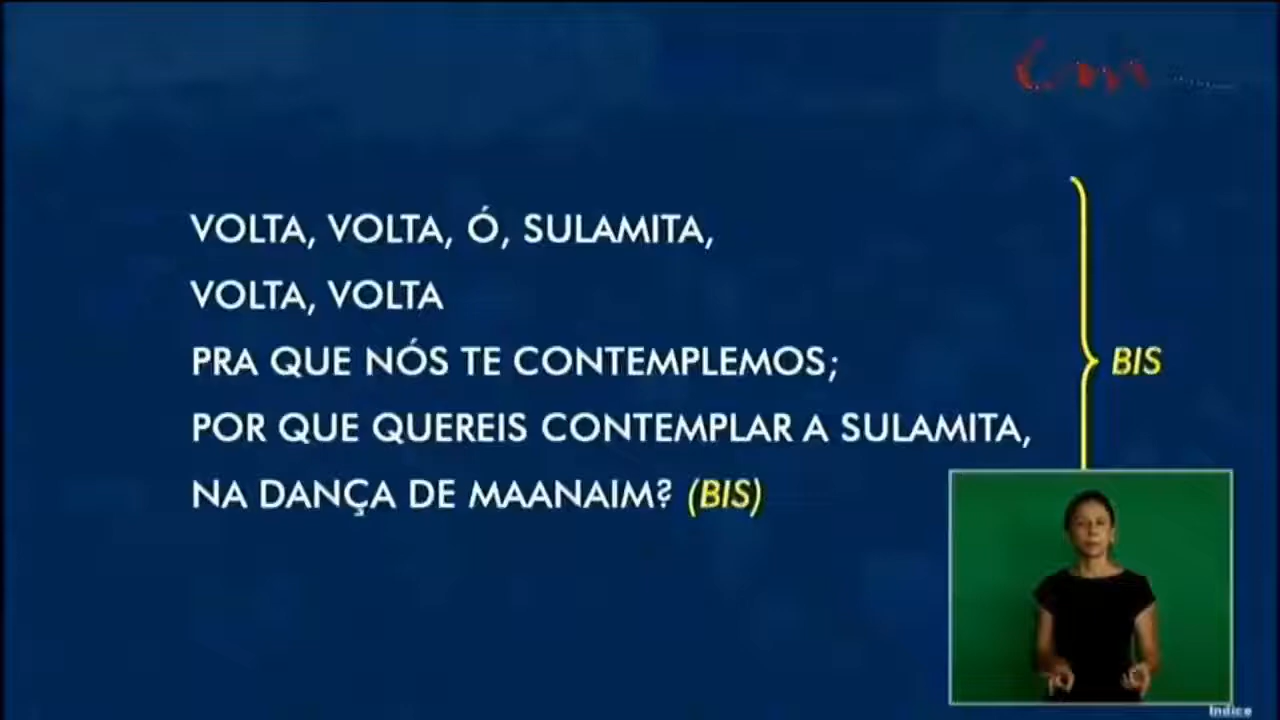 VOLTA, VOLTA, Ó, SULAMITA,
VOLTA, VOLTA
PRA QUE NÓS TE CONTEMPLEMOS;
POR QUE QUEREIS CONTEMPLAR A SULAMITA,
NA DANÇA DE MAANAIM? (BIS)
BIS
Índice